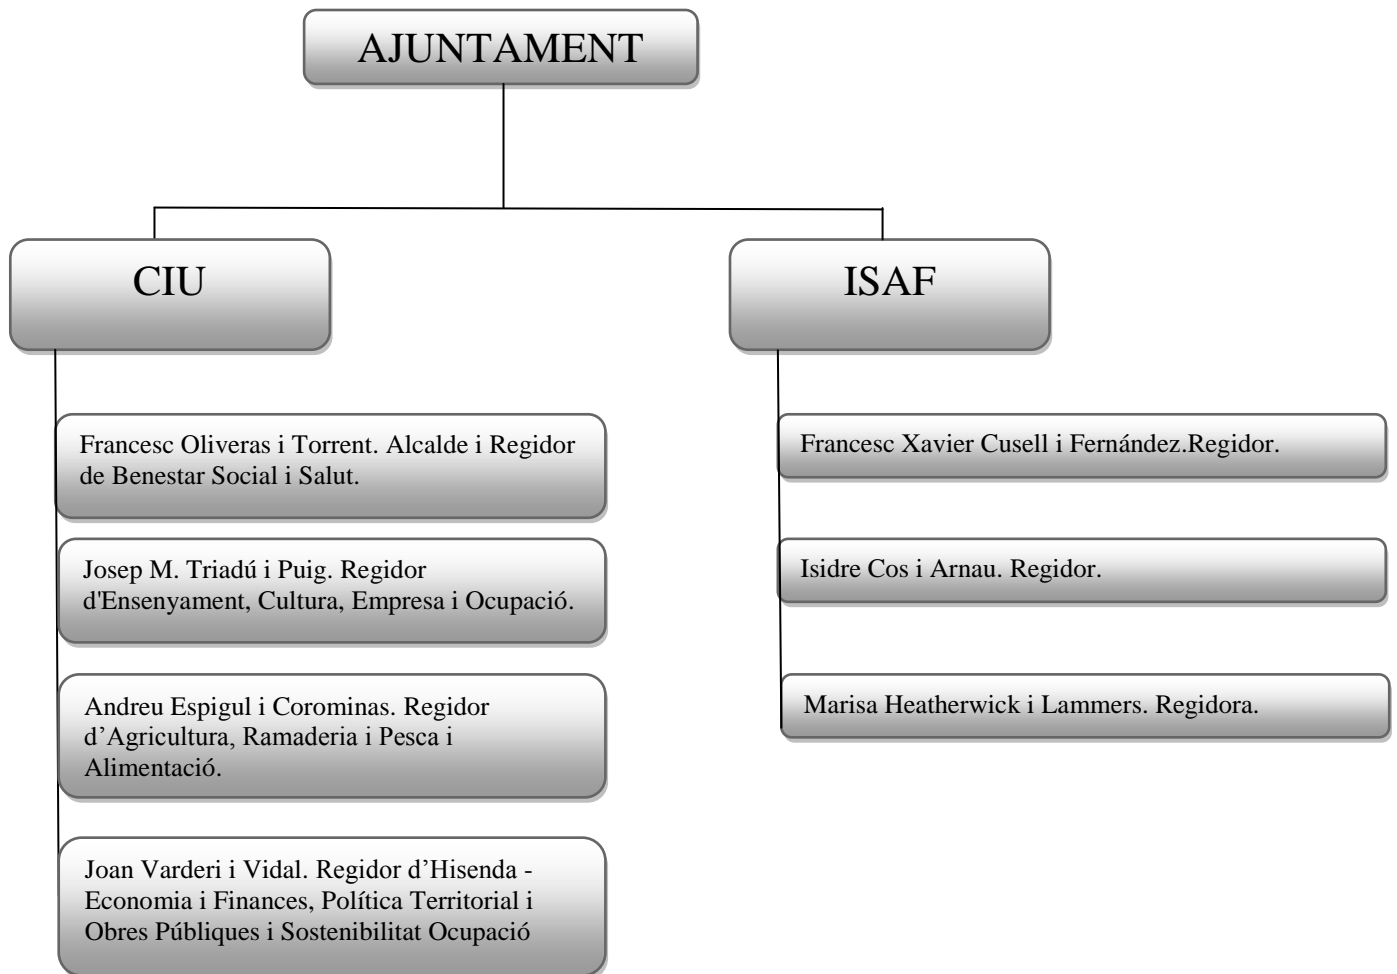 AJUNTAMENT
CIU
Francesc Oliveras i Torrent. Alcalde i Regidor
de Benestar Social i Salut.
Josep M. Triadú i Puig. Regidor
d'Ensenyament, Cultura, Empresa i Ocupació.
Andreu Espigul i Corominas. Regidor
d’Agricultura, Ramaderia i Pesca i
Alimentació.
Joan Varderi i Vidal. Regidor d’Hisenda -
Economia i Finances, Política Territorial i
Obres Públiques i Sostenibilitat Ocupació
ISAF
Francesc Xavier Cusell i Fernández.Regidor.
Isidre Cos i Arnau. Regidor.
Marisa Heatherwick i Lammers. Regidora.